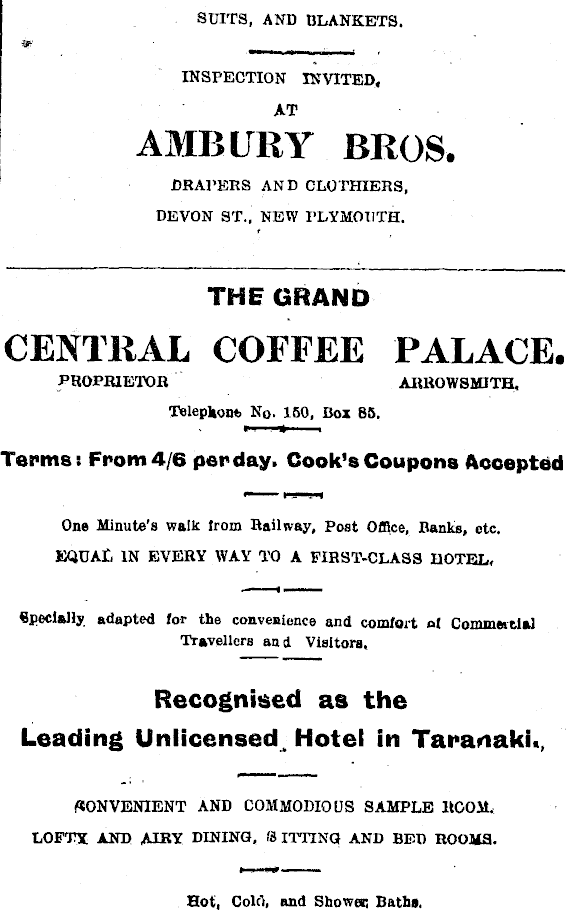 SUITS, AND BLANKETS.
INSPECTION INVITED,
AT
AMBURY BROS.
DRAPERS AND CLOTHIERS,
DEVON ST., NEW PLYMOUTH.
THE GRAND
CENTRAL COFFEE PALACE.
PROPRIETOR ARROWSMITH.
Telephone No. 150, Box 85.
Terms: From 4/6 per day. Cook's Coupons Accepted
One Minute's walk from Railway, Post Office, Banks, etc.
EQUAL IN EVERY WAY TO A FIRST-CLASS HOTEL,
Specially adapted for the convenience and comfort of Commercial
Travellers and Visitors.
Recognised as the
Leading Unlicensed Hotel in Taranaki.,
CONVENIENT AND COMMODIOUS SAMPLE ROOM.
LOFTY AND AIRY DINING, SITTING AND BED ROOMS.
Hot, Cold, and Shower Baths.